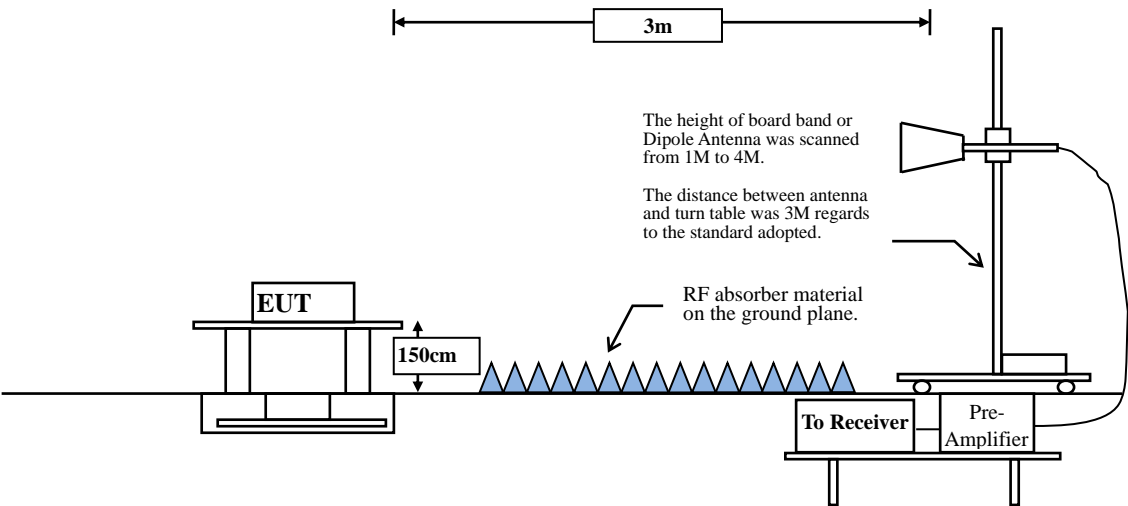 3m
The height of board band or
Dipole Antenna was scanned
from 1M to 4M.
The distance between antenna
and turn table was 3M regards
to the standard adopted.
RF absorber material
on the ground plane.
EUT
150cm
To Receiver
Pre-
Amplifier